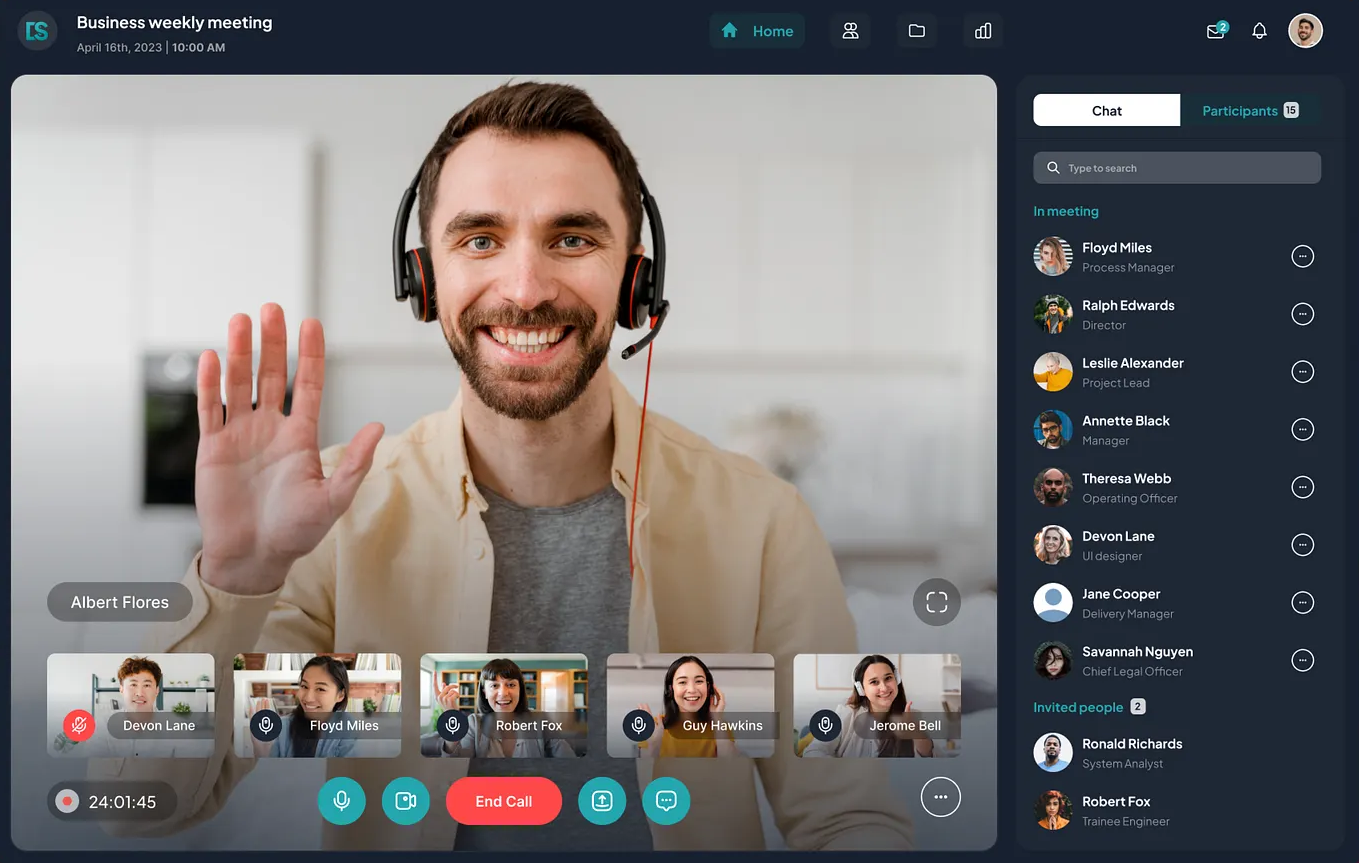 DS
Business weekly meeting
April 16th, 2023 | 10:00 AM
Home
2
Albert Flores
Devon Lane
Floyd Miles
Robert Fox
Guy Hawkins
Jerome Bell
24:01:45
End Call
Chat
Participants 15
Type to search
In meeting
Floyd Miles
Process Manager
Ralph Edwards
Director
Leslie Alexander
Project Lead
Annette Black
Manager
Theresa Webb
Operating Officer
Devon Lane
UI designer
Jane Cooper
Delivery Manager
Savannah Nguyen
Chief Legal Officer
Invited people 2
Ronald Richards
System Analyst
Robert Fox
Trainee Engineer